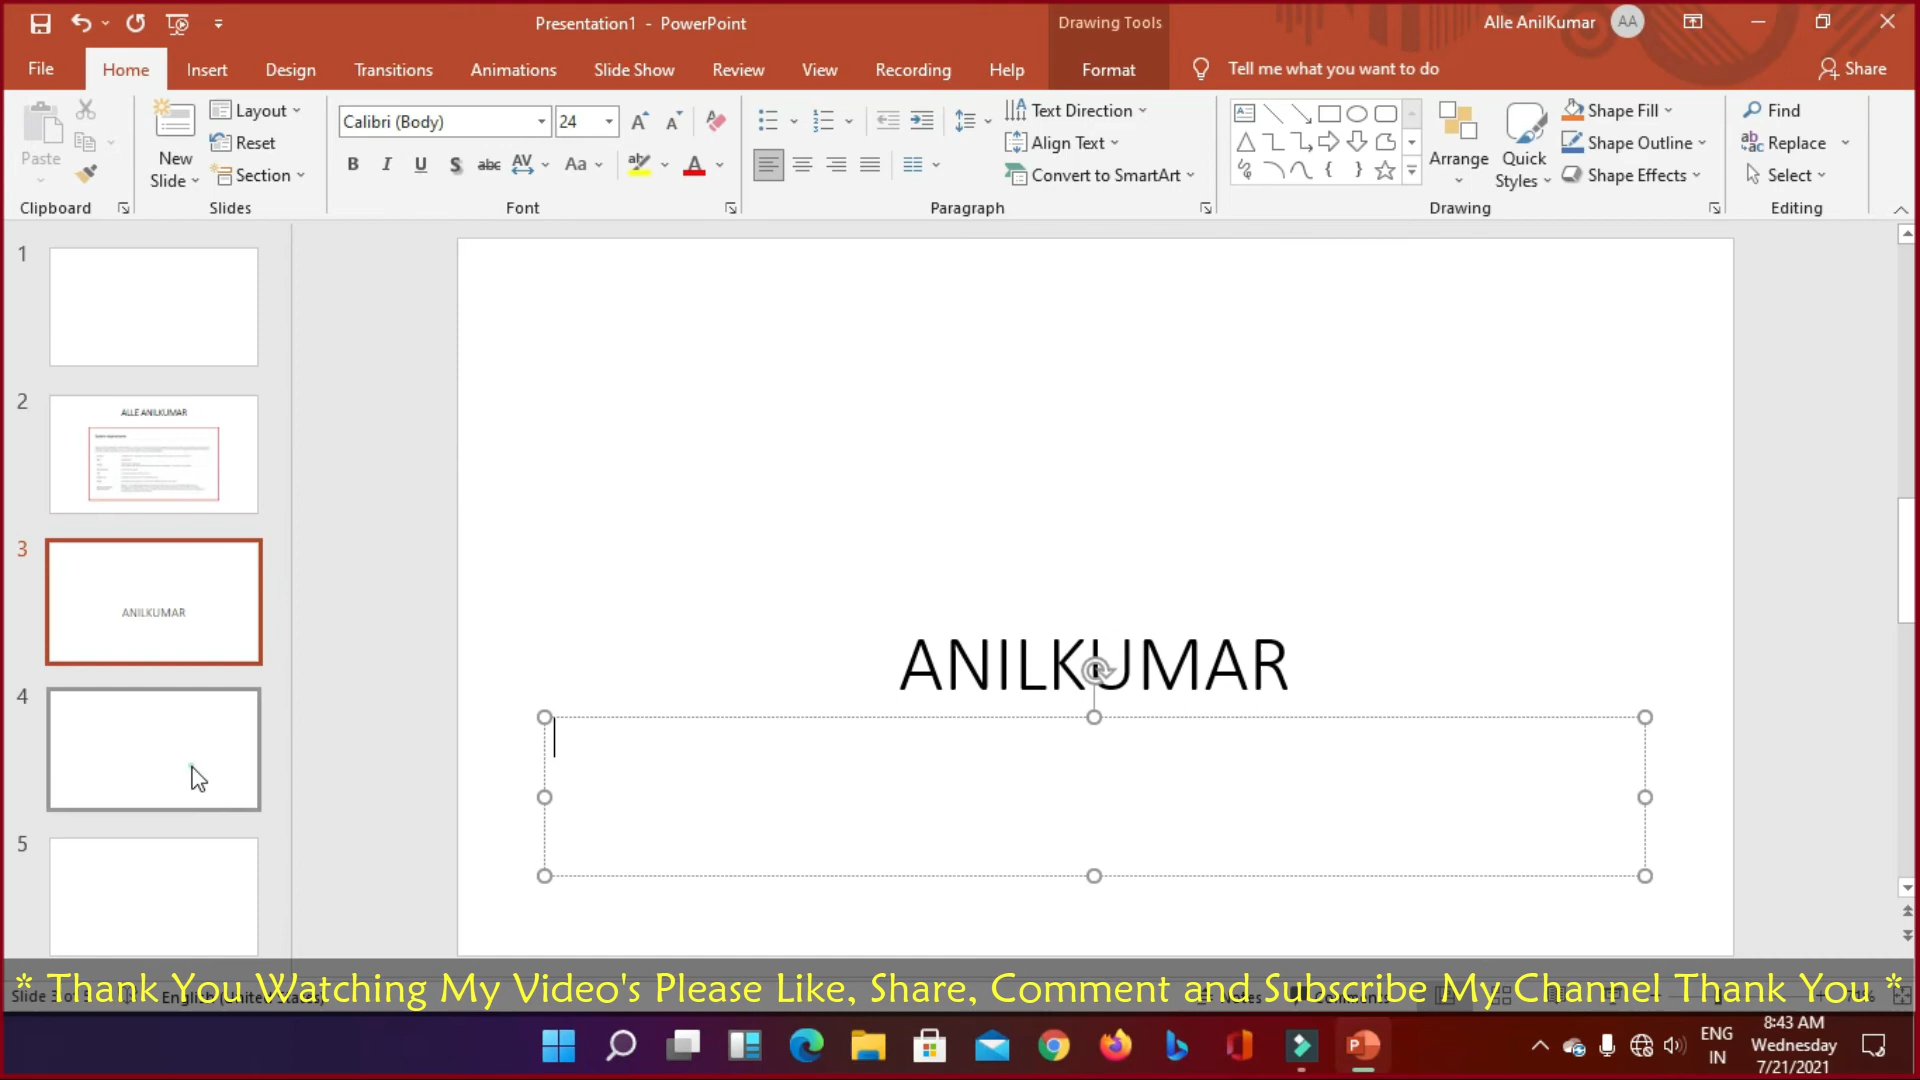 Presentation1 - PowerPoint
Drawing Tools
Alle AnilKumar
AA
File
Home
Insert
Design
Transitions
Animations
Slide Show
Review
View
Recording
Help
Format
Tell me what you want to do
Share
Paste
New
Slide
Layout
Reset
Section
Calibri (Body)
24
B
I
U
S
abc
AV
Aa
A
Text Direction
Align Text
Convert to SmartArt
Arrange
Quick
Styles
Shape Fill
Shape Outline
Shape Effects
Find
Replace
Select
Clipboard
Slides
Font
Paragraph
Drawing
Editing
1
2
ALLE ANILKUMAR
3
ANILKUMAR
4
5
ANILKUMAR
* Thank You Watching My Video's Please Like, Share, Comment and Subscribe My Channel Thank You *
ENG
IN
8:43 AM
Wednesday
7/21/2021